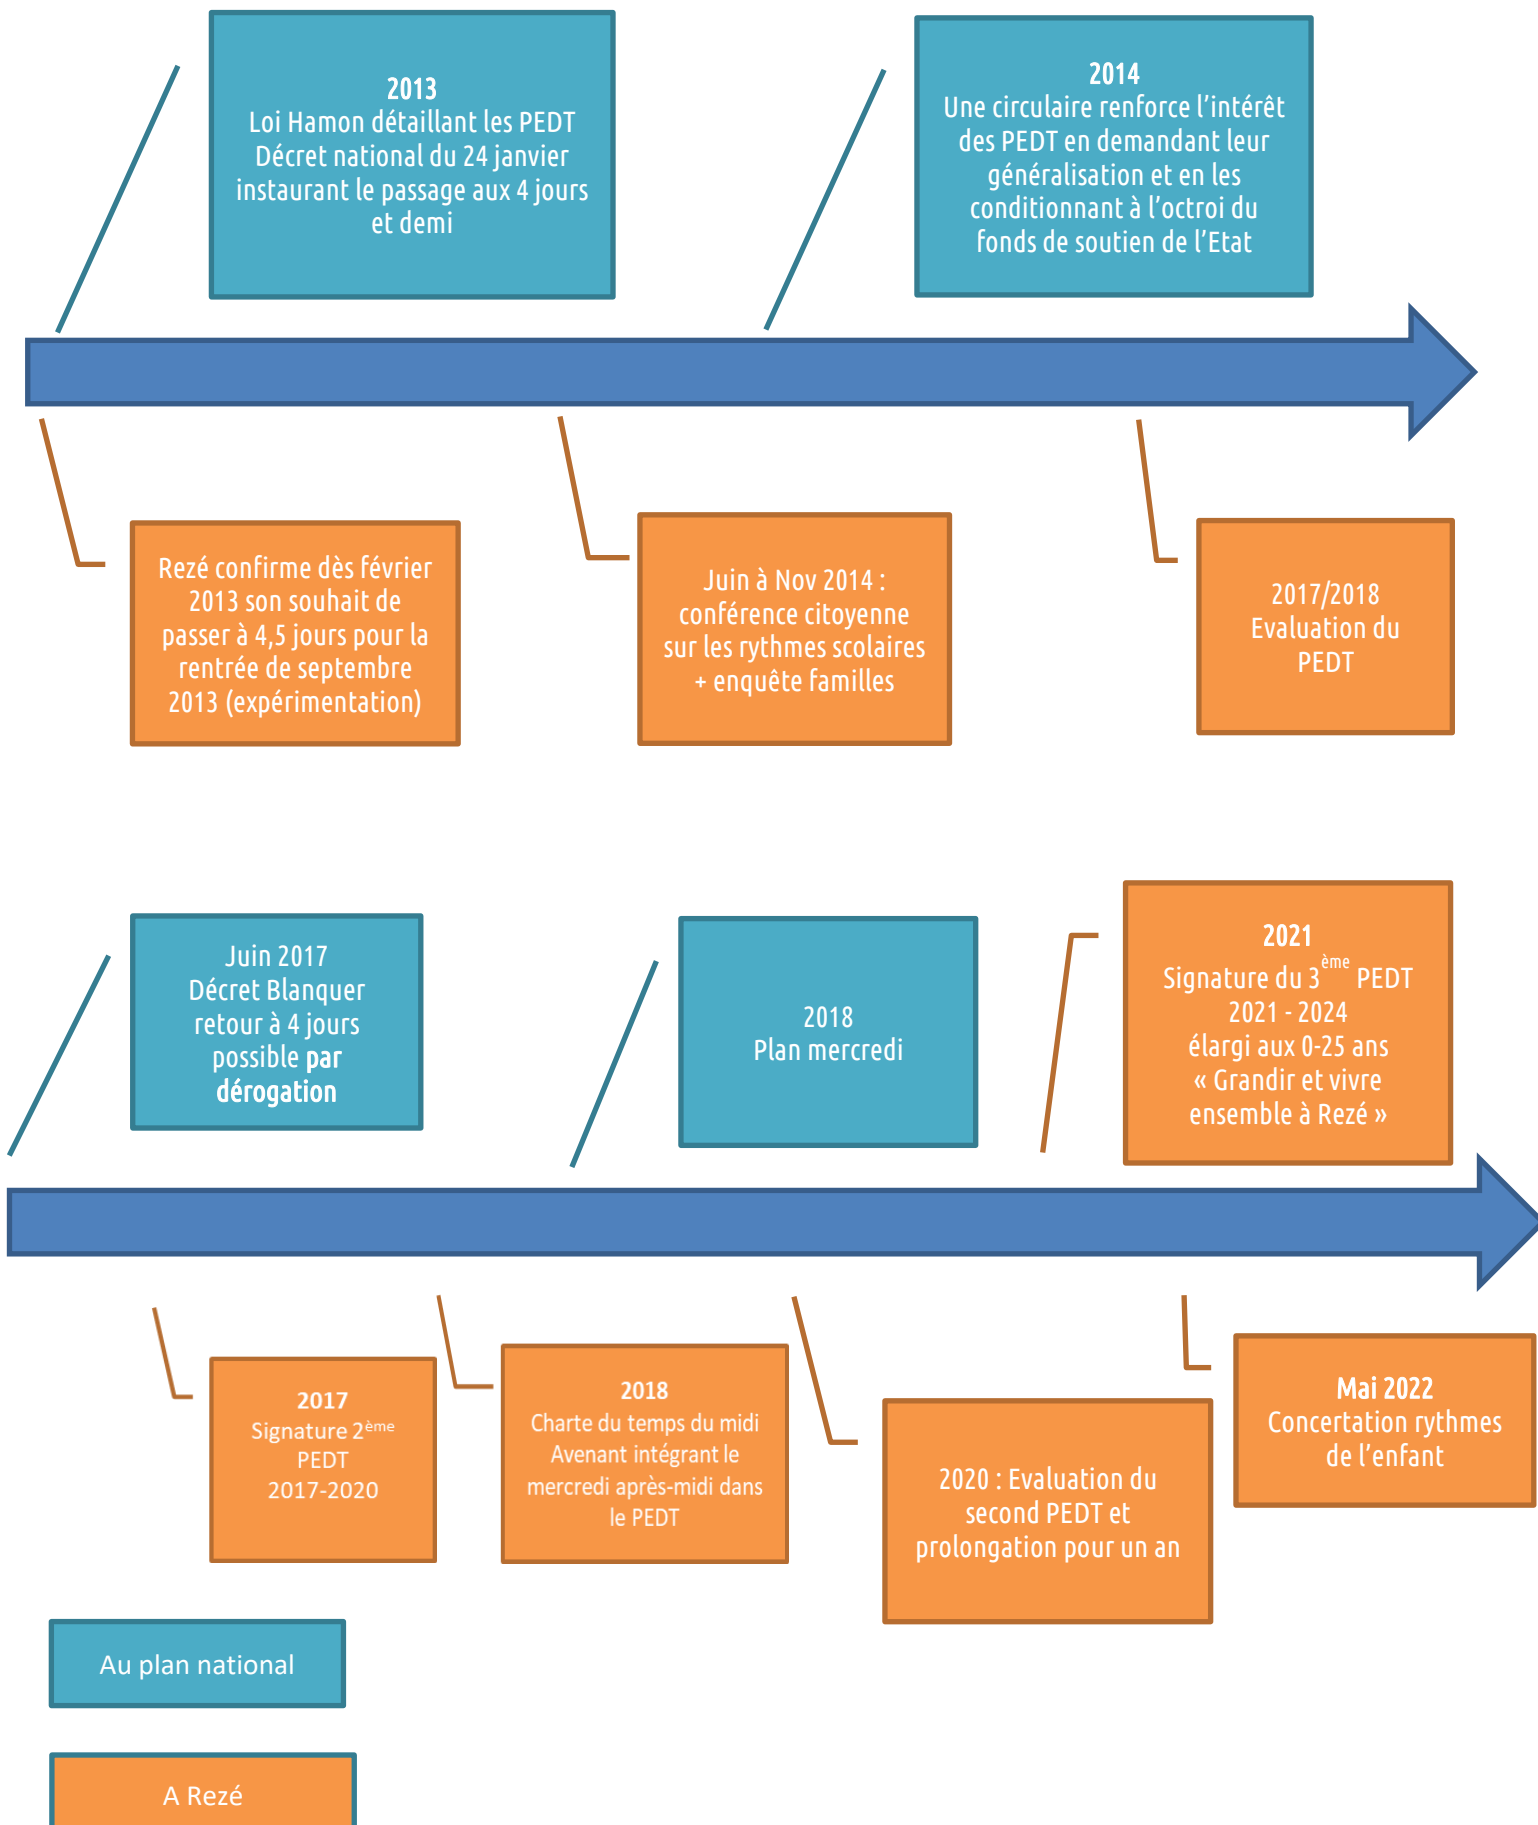 2013
Loi Hamon détaillant les PEDT
Décret national du 24 janvier
instaurant le passage aux 4 jours
et demi
2014
Une circulaire renforce l’intérêt
des PEDT en demandant leur
généralisation et en les
conditionnant à l’octroi du
fonds de soutien de l’Etat
Rezé confirme dès février
2013 son souhait de
passer à 4,5 jours pour la
rentrée de septembre
2013 (expérimentation)
Juin à Nov 2014 :
conférence citoyenne
sur les rythmes scolaires
+ enquête familles
2017/2018
Evaluation du
PEDT
Juin 2017
Décret Blanquer
retour à 4 jours
possible par
dérogation
2018
Plan mercredi
2021
Signature du 3ème PEDT
2021 - 2024
élargi aux 0-25 ans
« Grandir et vivre
ensemble à Rezé »
2017
Signature 2ème
PEDT
2017-2020
2018
Charte du temps du midi
Avenant intégrant le
mercredi après-midi dans
le PEDT
2020 : Evaluation du
second PEDT et
prolongation pour un an
Mai 2022
Concertation rythmes
de l’enfant
Au plan national
A Rezé